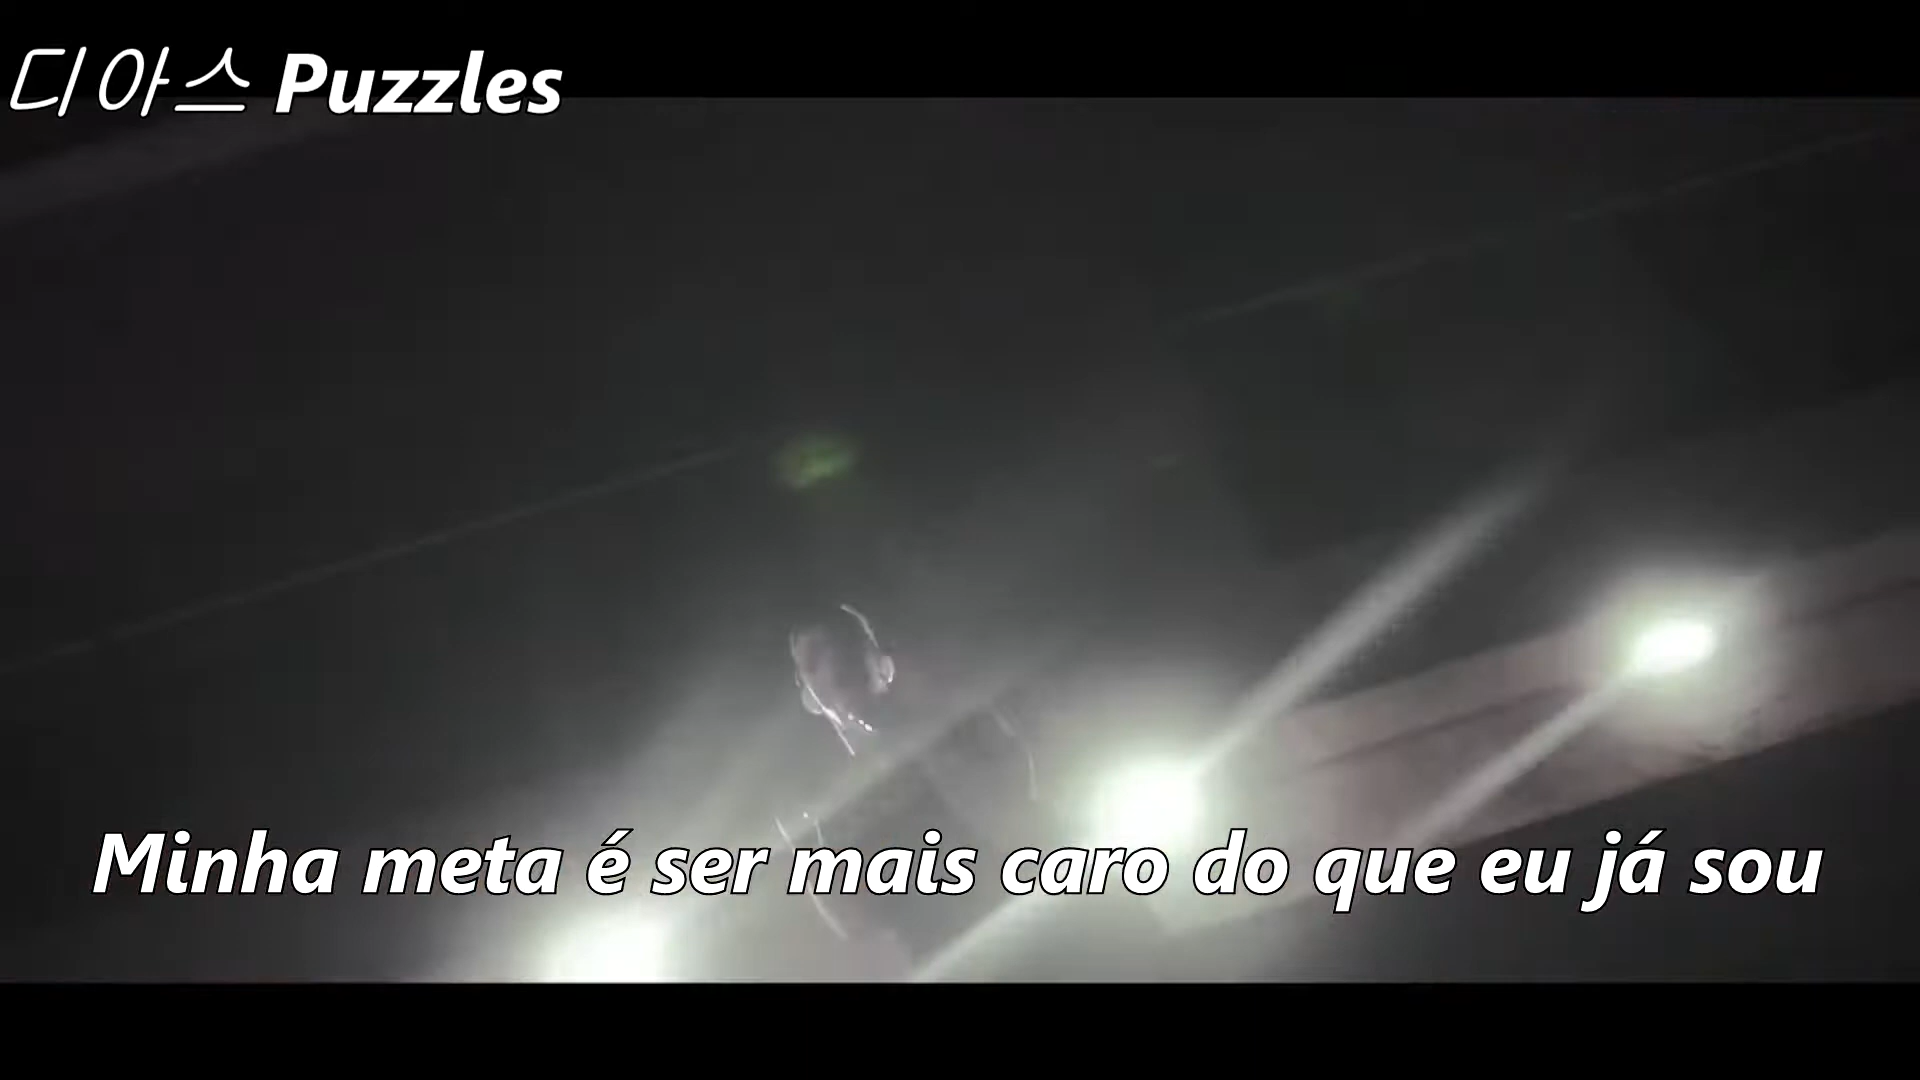 디아스 Puzzles
Minha meta é ser mais caro do que eu já sou